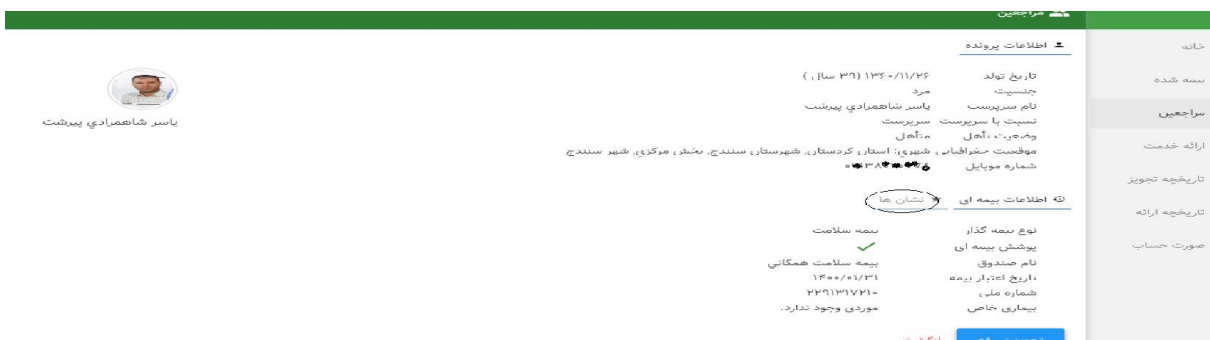 مراجعین
خانه
بیمه شده
مراجعین
ارائه خدمت
تاریخچه تجویز
تاریخچه ارائه
صورت حساب
اطلاعات پرونده
تاریخ تولد ۱۳۶۰/۱۱/۲۶ (۳۹ سال)
جنسیت مرد
نام سرپرست یاسر شاهمرادي پیرشت
نسبت با سرپرست سرپرست
وضعیت تأهل متأهل
موقعیت جغرافیایی شهری: استان کردستان, شهرستان سنندج, بخش مرکزی, شهر سنندج
شماره موبایل
یاسر شاهمرادي پیرشت
اطلاعات بیمه ای نشان ها
نوع بیمه گذار بیمه سلامت
پوشش بیمه ای
نام صندوق بیمه سلامت همگاني
تاریخ اعتبار بیمه ۱۴۰۰/۰۱/۳۱
شماره ملی ۲۲۹۱۳۱۷۲۱۰
بیماری خاص موردی وجود ندارد.